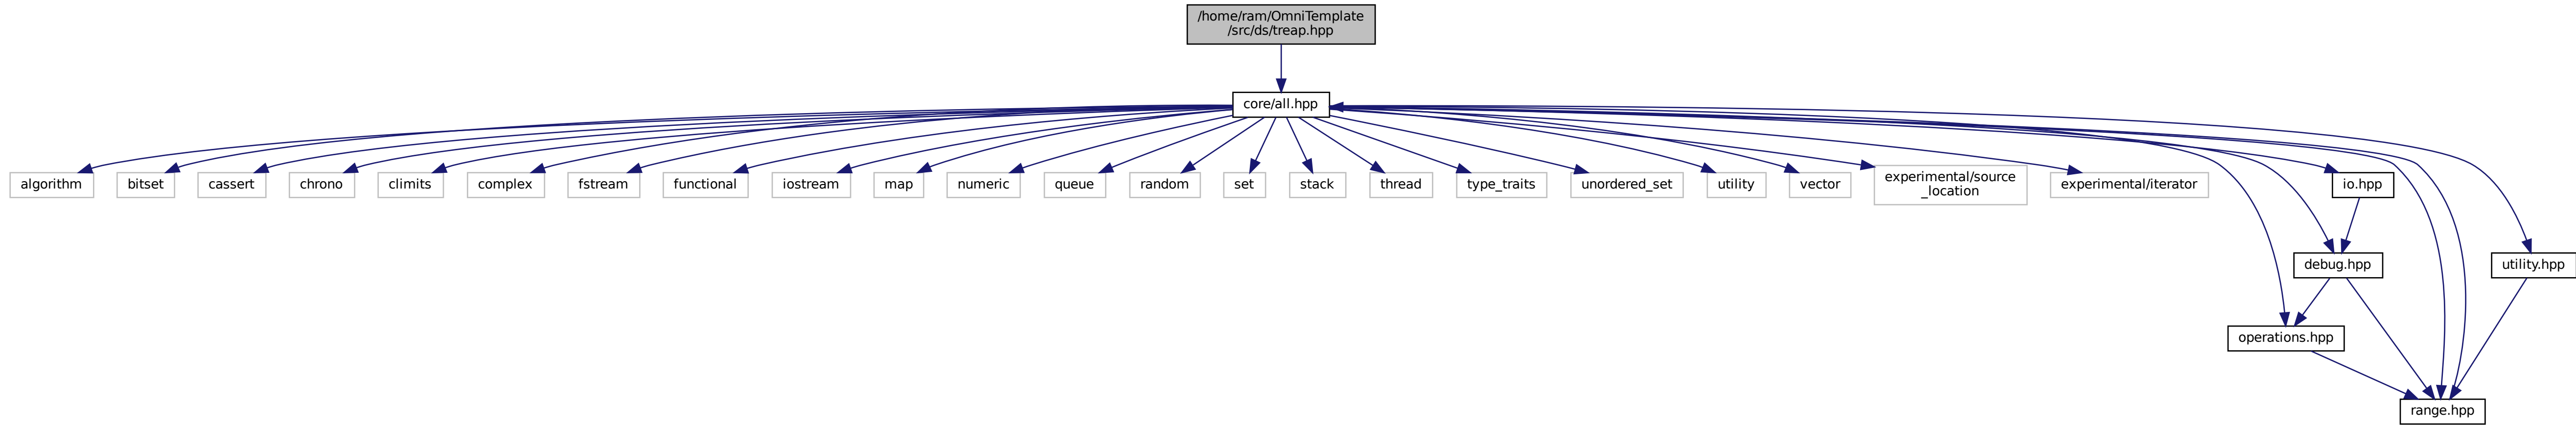 /home/ram/OmniTemplate
/src/ds/treap.hpp
core/all.hpp
algorithm
bitset
cassert
chrono
climits
complex
fstream
functional
iostream
map
numeric
queue
random
set
stack
thread
type_traits
unordered_set
utility
vector
experimental/source
_location
experimental/iterator
io.hpp
debug.hpp
utility.hpp
operations.hpp
range.hpp